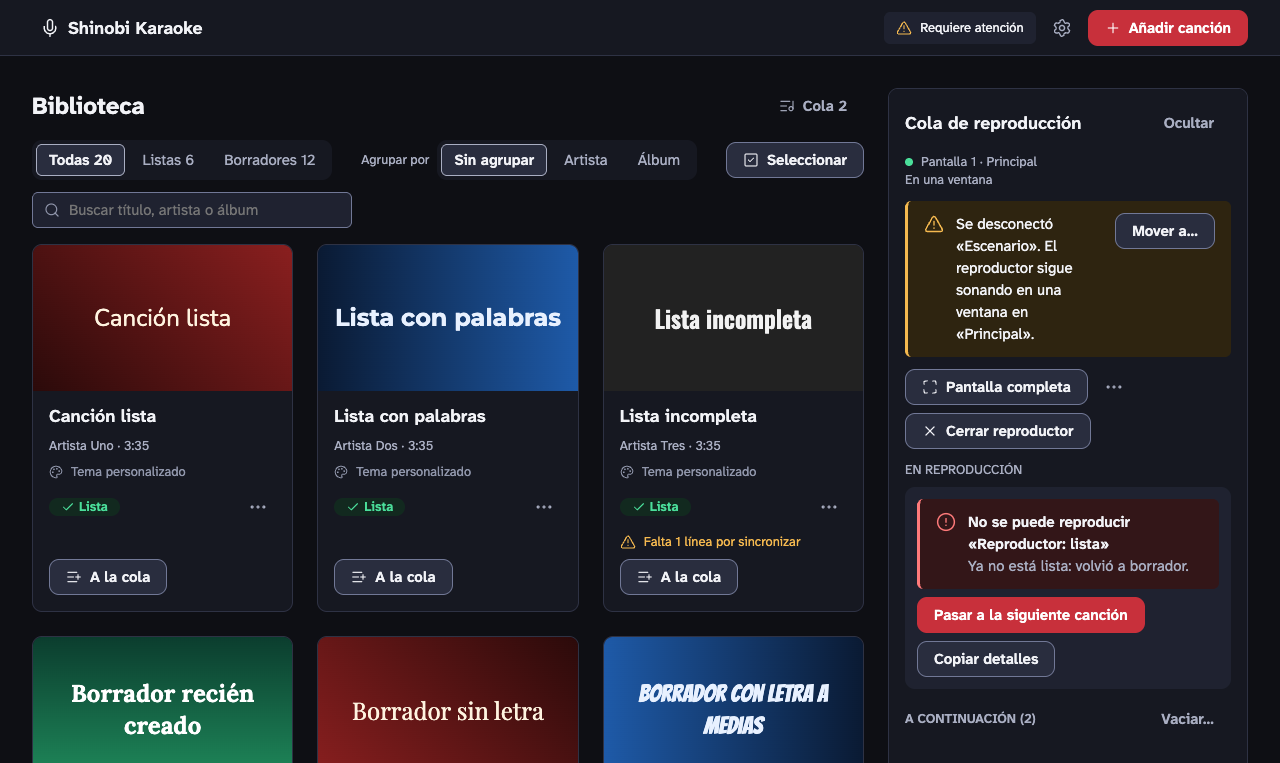 Shinobi Karaoke
Requiere atención
Añadir canción
Biblioteca
Cola 2
Todas 20
Listas 6
Borradores 12
Agrupar por
Sin agrupar
Artista
Álbum
Seleccionar
Buscar título, artista o álbum
Canción lista
Canción lista
Artista Uno · 3:35
Tema personalizado
Lista
A la cola
Lista con palabras
Lista con palabras
Artista Dos · 3:35
Tema personalizado
Lista
A la cola
Lista incompleta
Lista incompleta
Artista Tres · 3:35
Tema personalizado
Lista
Falta 1 línea por sincronizar
A la cola
Borrador recién
creado
Borrador sin letra
BORRADOR CON LETRA A
MEDIAS
Cola de reproducción
Ocultar
Pantalla 1 · Principal
En una ventana
Se desconectó
«Escenario». El
reproductor sigue
sonando en una
ventana en
«Principal».
Mover a...
Pantalla completa
Cerrar reproductor
EN REPRODUCCIÓN
No se puede reproducir
«Reproductor: lista»
Ya no está lista: volvió a borrador.
Pasar a la siguiente canción
Copiar detalles
A CONTINUACIÓN (2)
Vaciar...